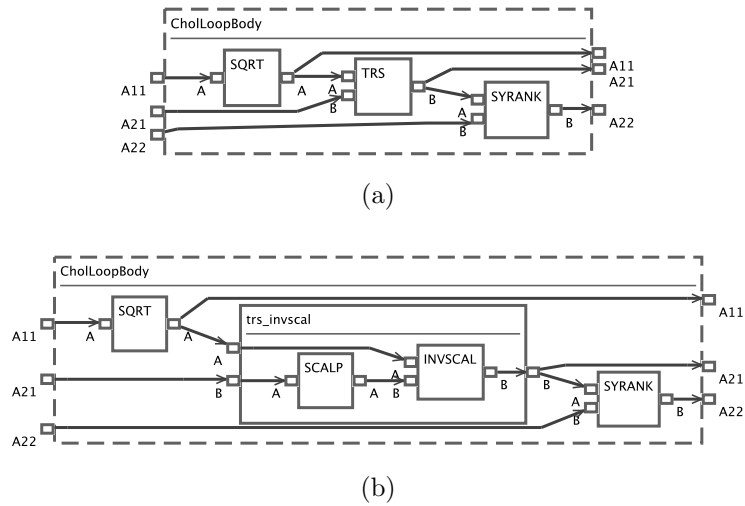 CholLoopBody
SQRT
TRS
SYRANK
A11
A21
A22
A
A
A
B
B
A
B
B
A11
A21
A22
(a)
CholLoopBody
SQRT
trs_invscal
SCALP
INVSCAL
SYRANK
A11
A21
A22
A
A
A
B
A
A
A
B
B
B
A
B
B
A11
A21
A22
(b)